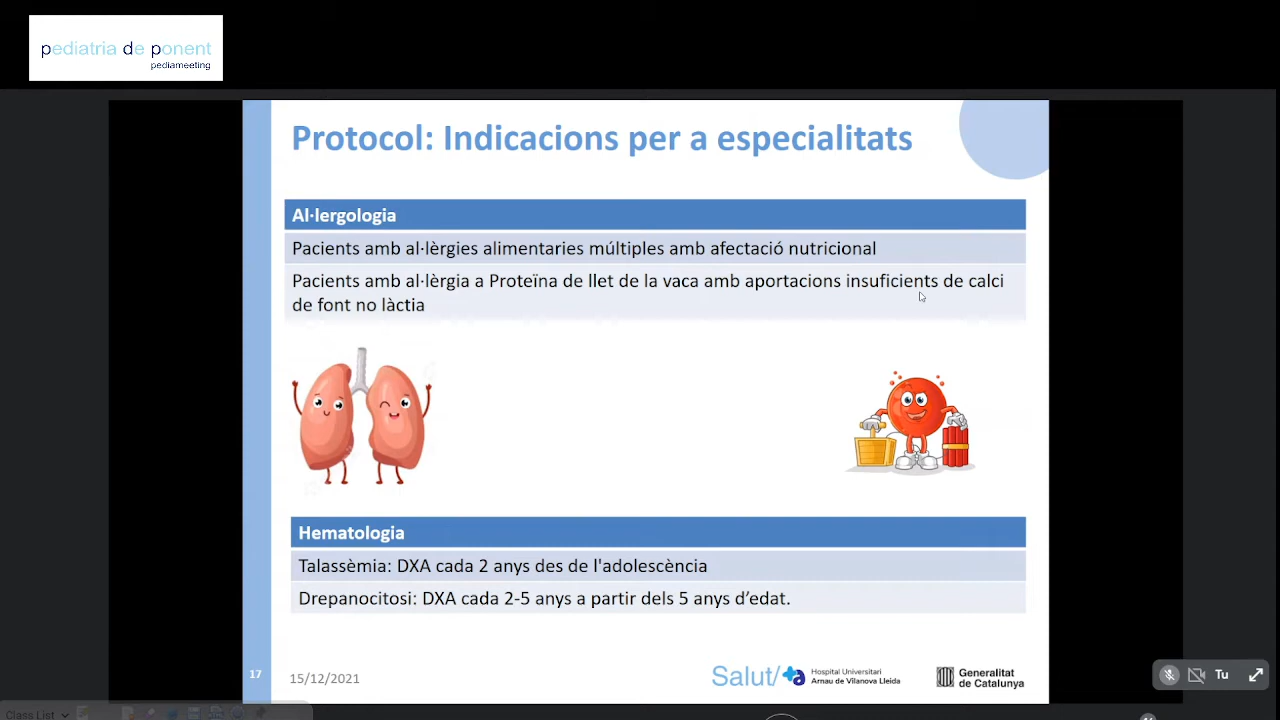 pediatria de ponent
pediameeting
Protocol: Indicacions per a especialitats
Al·lergologia
Pacients amb al·lèrgies alimentaries múltiples amb afectació nutricional
Pacients amb al·lèrgia a Proteïna de llet de la vaca amb aportacions insuficients de calci
de font no làctia
Hematologia
Talassèmia: DXA cada 2 anys des de l'adolescència
Drepanocitosi: DXA cada 2-5 anys a partir dels 5 anys d’edat.
17
15/12/2021
Salut/
Hospital Universitari
Arnau de Vilanova Lleida
Generalitat
de Catalunya
Tu
Class List